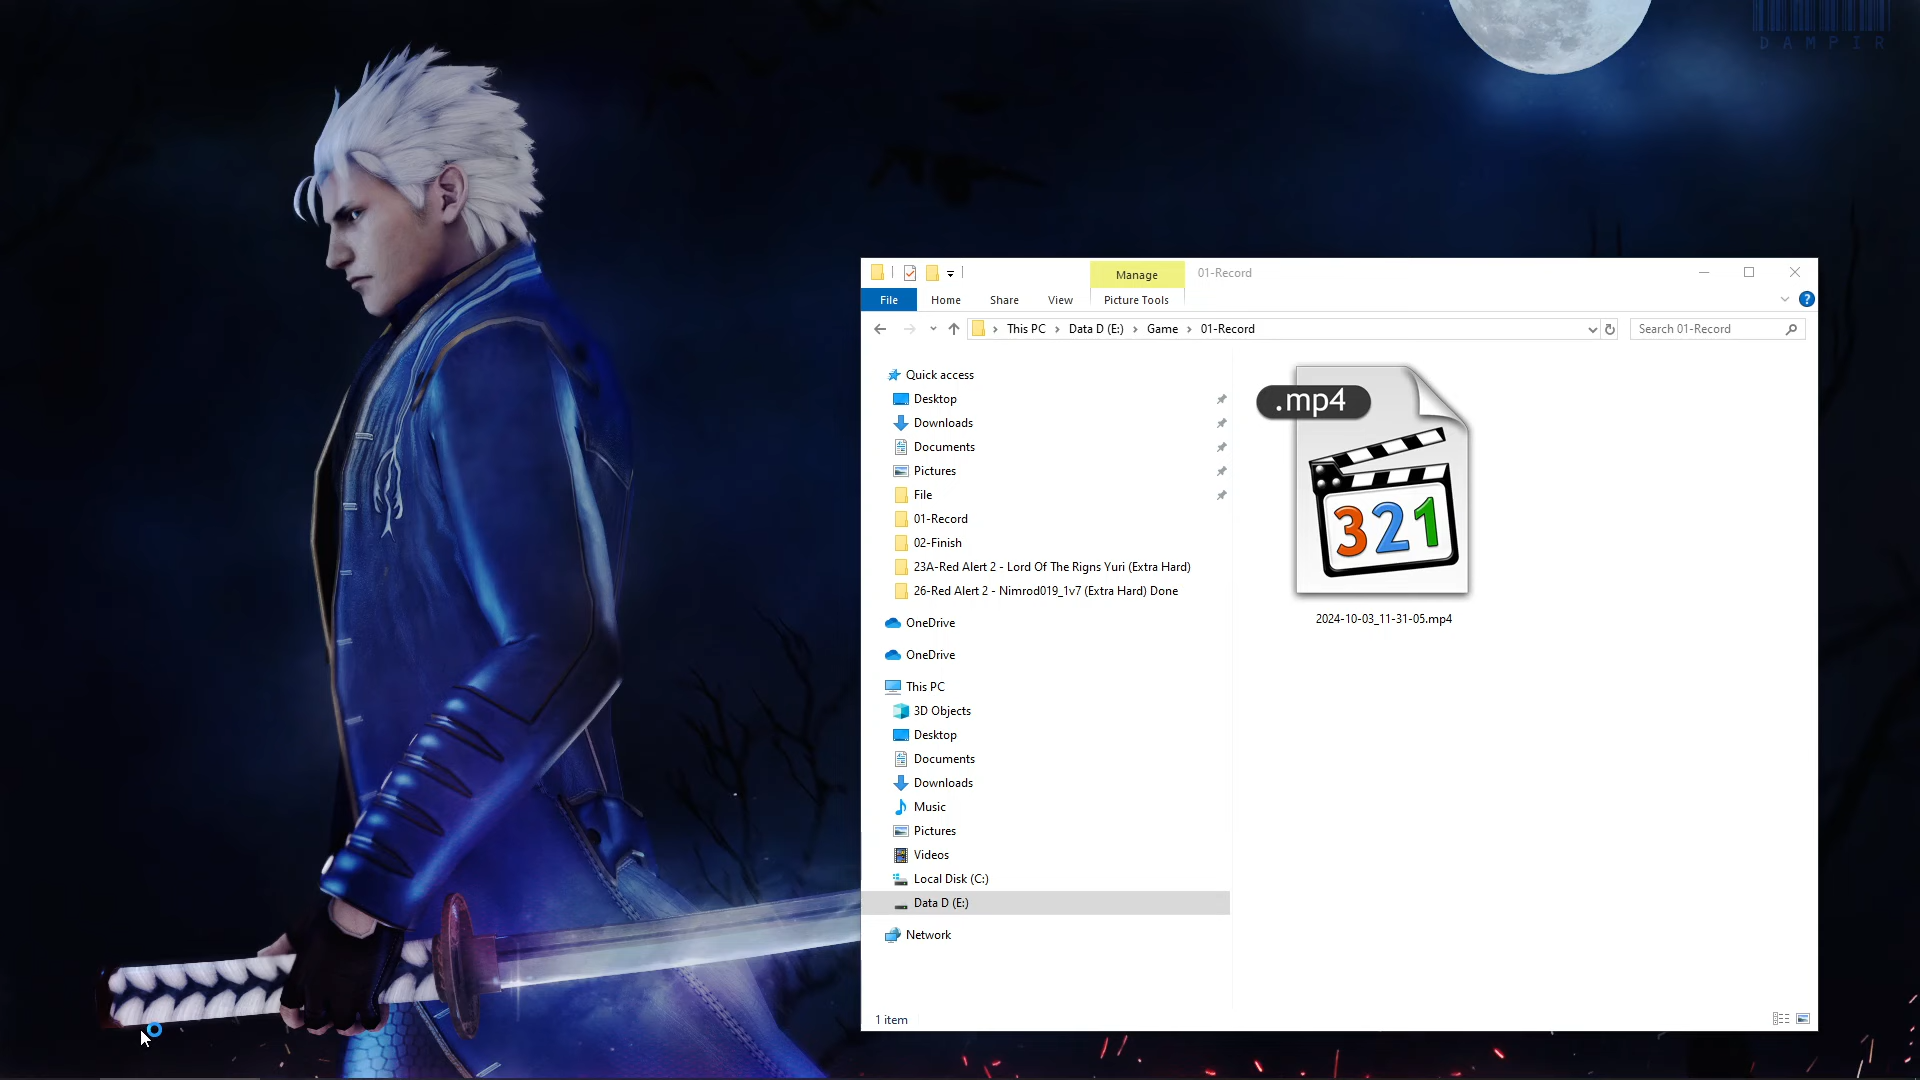 DAMPIR
Manage
01-Record
File
Home
Share
View
Picture Tools
This PC
Data D (E:)
Game
01-Record
Search 01-Record
Quick access
Desktop
Downloads
Documents
Pictures
File
01-Record
02-Finish
23A-Red Alert 2 - Lord Of The Rigns Yuri (Extra Hard)
26-Red Alert 2 - Nimrod019_1v7 (Extra Hard) Done
OneDrive
OneDrive
This PC
3D Objects
Desktop
Documents
Downloads
Music
Pictures
Videos
Local Disk (C:)
Data D (E:)
Network
.mp4
321
2024-10-03_11-31-05.mp4
1 item